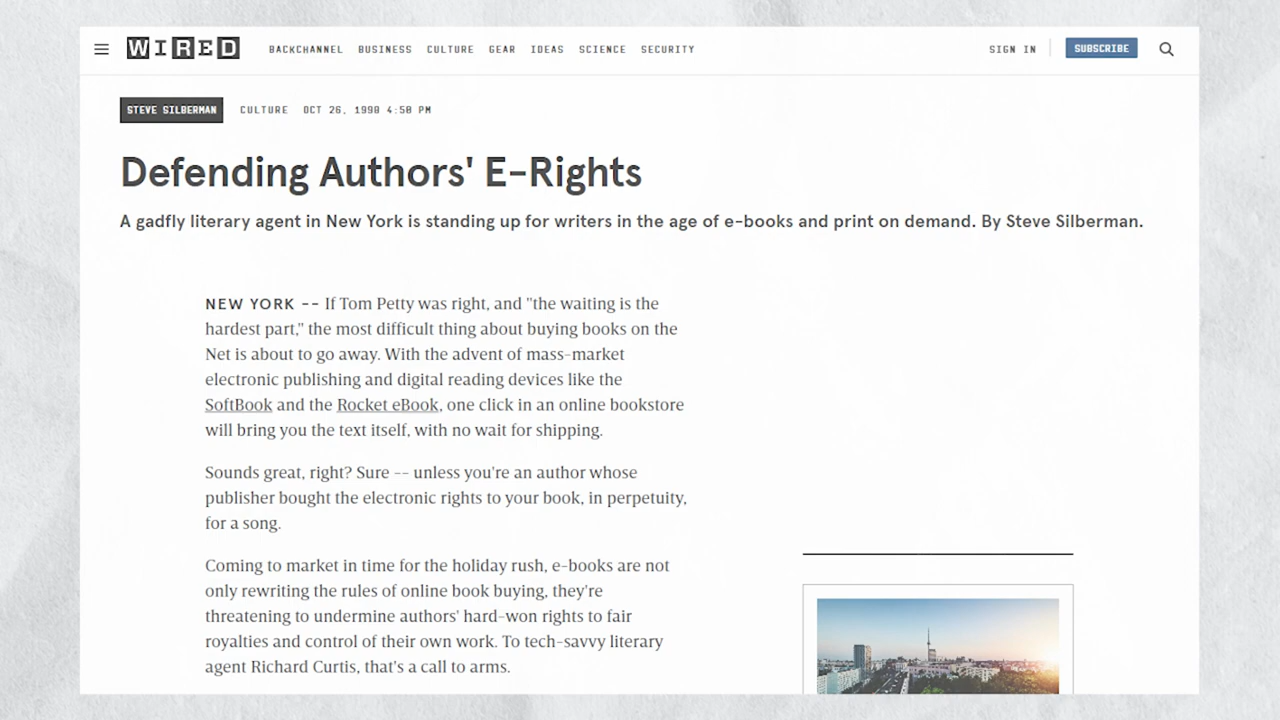 WIRED
BACKCHANNEL BUSINESS CULTURE GEAR IDEAS SCIENCE SECURITY
SIGN IN
SUBSCRIBE
STEVE SILBERMAN
CULTURE
OCT 26, 1998 4:50 PM
Defending Authors' E-Rights
A gadfly literary agent in New York is standing up for writers in the age of e-books and print on demand. By Steve Silberman.
NEW YORK -- If Tom Petty was right, and "the waiting is the
hardest part," the most difficult thing about buying books on the
Net is about to go away. With the advent of mass-market
electronic publishing and digital reading devices like the
SoftBook and the Rocket eBook, one click in an online bookstore
will bring you the text itself, with no wait for shipping.
Sounds great, right? Sure -- unless you're an author whose
publisher bought the electronic rights to your book, in perpetuity,
for a song.
Coming to market in time for the holiday rush, e-books are not
only rewriting the rules of online book buying, they're
threatening to undermine authors' hard-won rights to fair
royalties and control of their own work. To tech-savvy literary
agent Richard Curtis, that's a call to arms.